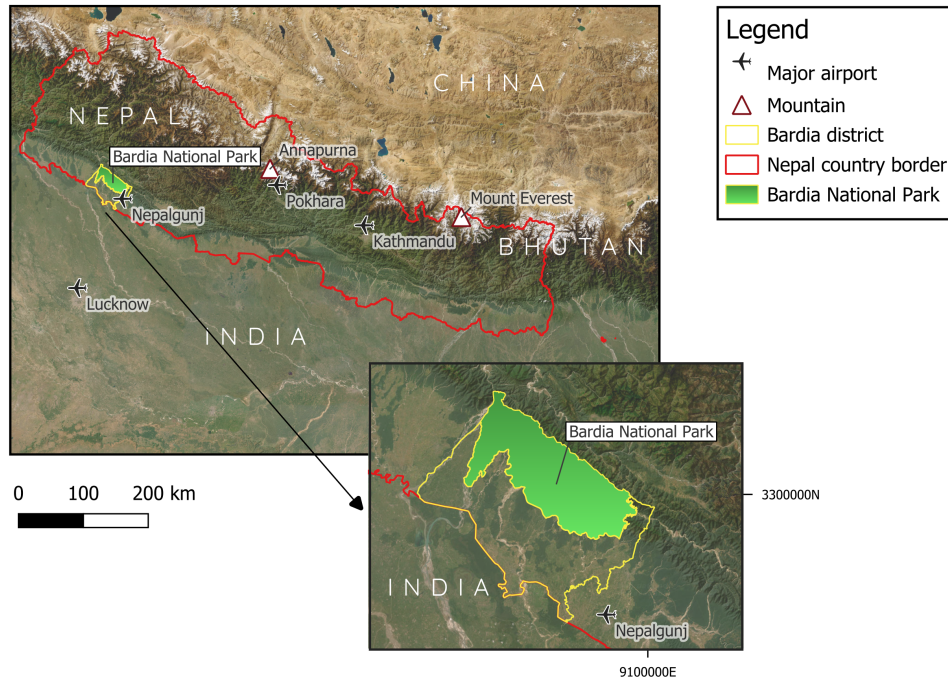 CHINA
NEPAL
Bardia National Park
Annapurna
Pokhara
Mount Everest
Nepalgunj
Kathmandu
BHUTAN
Lucknow
INDIA
Legend
Major airport
Mountain
Bardia district
Nepal country border
Bardia National Park
0 100 200 km
Bardia National Park
3300000N
INDIA
Nepalgunj
9100000E